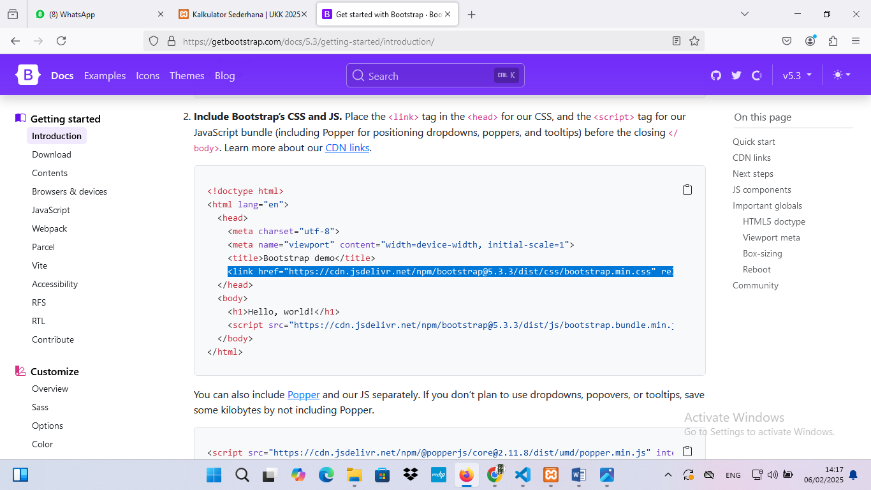 (8) WhatsApp
Kalkulator Sederhana | UKK 2025
Get started with Bootstrap · Boo
https://getbootstrap.com/docs/5.3/getting-started/introduction/
B Docs Examples Icons Themes Blog Search CTRL K v5.3
Getting started
Introduction
Download
Contents
Browsers & devices
JavaScript
Webpack
Parcel
Vite
Accessibility
RFS
RTL
Contribute
Customize
Overview
Sass
Options
Color
2. Include Bootstrap's CSS and JS. Place the <link> tag in the <head> for our CSS, and the <script> tag for our
JavaScript bundle (including Popper for positioning dropdowns, poppers, and tooltips) before the closing </
body>. Learn more about our CDN links.
<!doctype html>
<html lang="en">
<head>
<meta charset="utf-8">
<meta name="viewport" content="width=device-width, initial-scale=1">
<title>Bootstrap demo</title>
<link href="https://cdn.jsdelivr.net/npm/bootstrap@5.3.3/dist/css/bootstrap.min.css" rel
</head>
<body>
<h1>Hello, world!</h1>
<script src="https://cdn.jsdelivr.net/npm/bootstrap@5.3.3/dist/js/bootstrap.bundle.min.j
</body>
</html>
You can also include Popper and our JS separately. If you don't plan to use dropdowns, popovers, or tooltips, save
some kilobytes by not including Popper.
<script src="https://cdn.jsdelivr.net/npm/@popperjs/core@2.11.8/dist/umd/popper.min.js" inte
On this page
Quick start
CDN links
Next steps
JS components
Important globals
HTML5 doctype
Viewport meta
Box-sizing
Reboot
Community
Activate Windows
Go to Settings to activate Windows.
ENG
14:17
06/02/2025